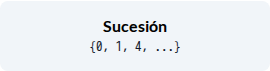 Sucesión
{0, 1, 4, ...}